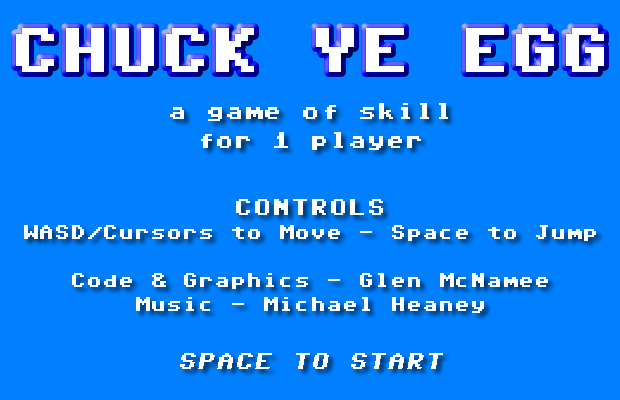 CHUCK YE EGG
a game of skill
for 1 player
CONTROLS
WASD/Cursors to Move - Space to Jump
Code & Graphics - Glen McNamee
Music - Michael Heaney
SPACE TO START